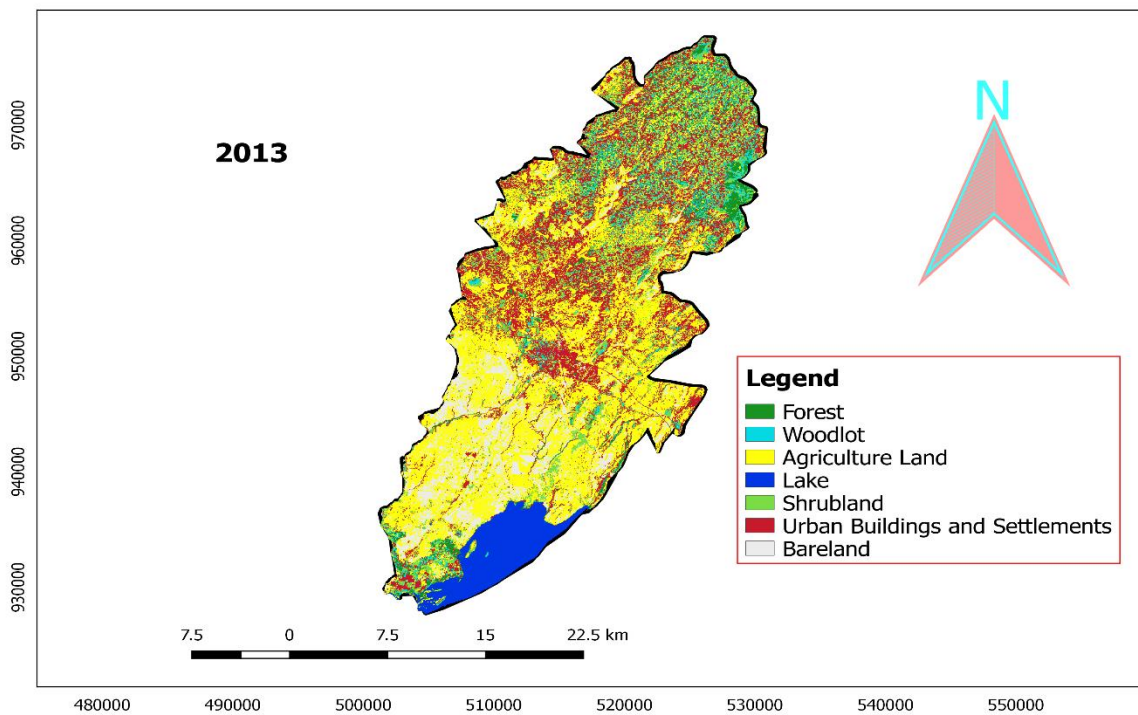 N
2013
970000
960000
950000
940000
930000
Legend
Forest
Woodlot
Agriculture Land
Lake
Shrubland
Urban Buildings and Settlements
Bareland
7.5 0 7.5 15 22.5 km
480000 490000 500000 510000 520000 530000 540000 550000